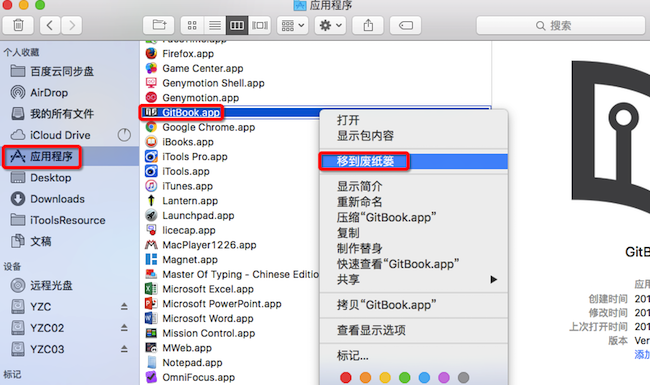 应用程序
搜索
个人收藏
百度云同步盘
AirDrop
我的所有文件
iCloud Drive
应用程序
Desktop
Downloads
iToolsResource
文稿
设备
远程光盘
YZC
YZC02
YZC03
标记
FaceTime.app
Firefox.app
Game Center.app
Genymotion Shell.app
Genymotion.app
GitBook.app
Google Chrome.app
iBooks.app
iTools Pro.app
iTools.app
iTunes.app
Lantern.app
Launchpad.app
licecap.app
MacPlayer1226.app
Magnet.app
Master Of Typing - Chinese Edition
Microsoft Excel.app
Microsoft PowerPoint.app
Microsoft Word.app
Mission Control.app
MWeb.app
Notepad.app
OmniFocus.app
打开
显示包内容
移到废纸篓
显示简介
重新命名
压缩“GitBook.app”
复制
制作替身
快速查看“GitBook.app”
共享
拷贝“GitBook.app”
查看显示选项
标记...
GitB
应用
创建时间 201
修改时间 201
上次打开时间 201
版本 Ver
添加